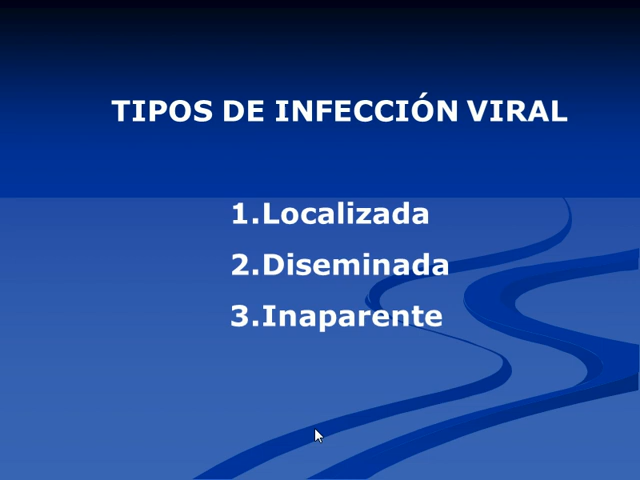 TIPOS DE INFECCIÓN VIRAL
1.Localizada
2.Diseminada
3.Inaparente